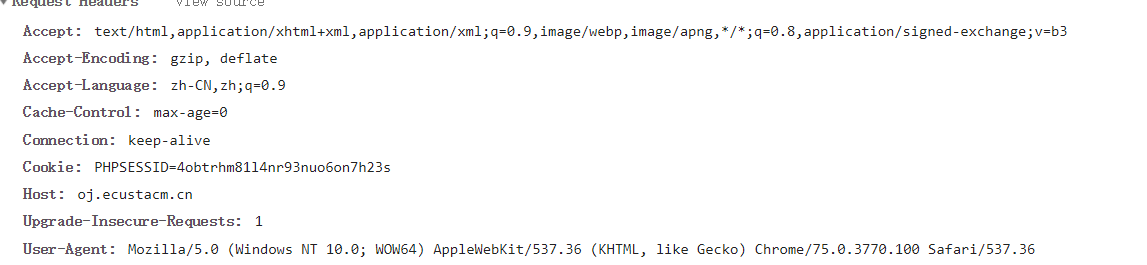 Request Headers view source
Accept: text/html,application/xhtml+xml,application/xml;q=0.9,image/webp,image/apng,*/*;q=0.8,application/signed-exchange;v=b3
Accept-Encoding: gzip, deflate
Accept-Language: zh-CN,zh;q=0.9
Cache-Control: max-age=0
Connection: keep-alive
Cookie: PHPSESSID=4obtrhm81l4nr93nuo6on7h23s
Host: oj.ecustacm.cn
Upgrade-Insecure-Requests: 1
User-Agent: Mozilla/5.0 (Windows NT 10.0; WOW64) AppleWebKit/537.36 (KHTML, like Gecko) Chrome/75.0.3770.100 Safari/537.36